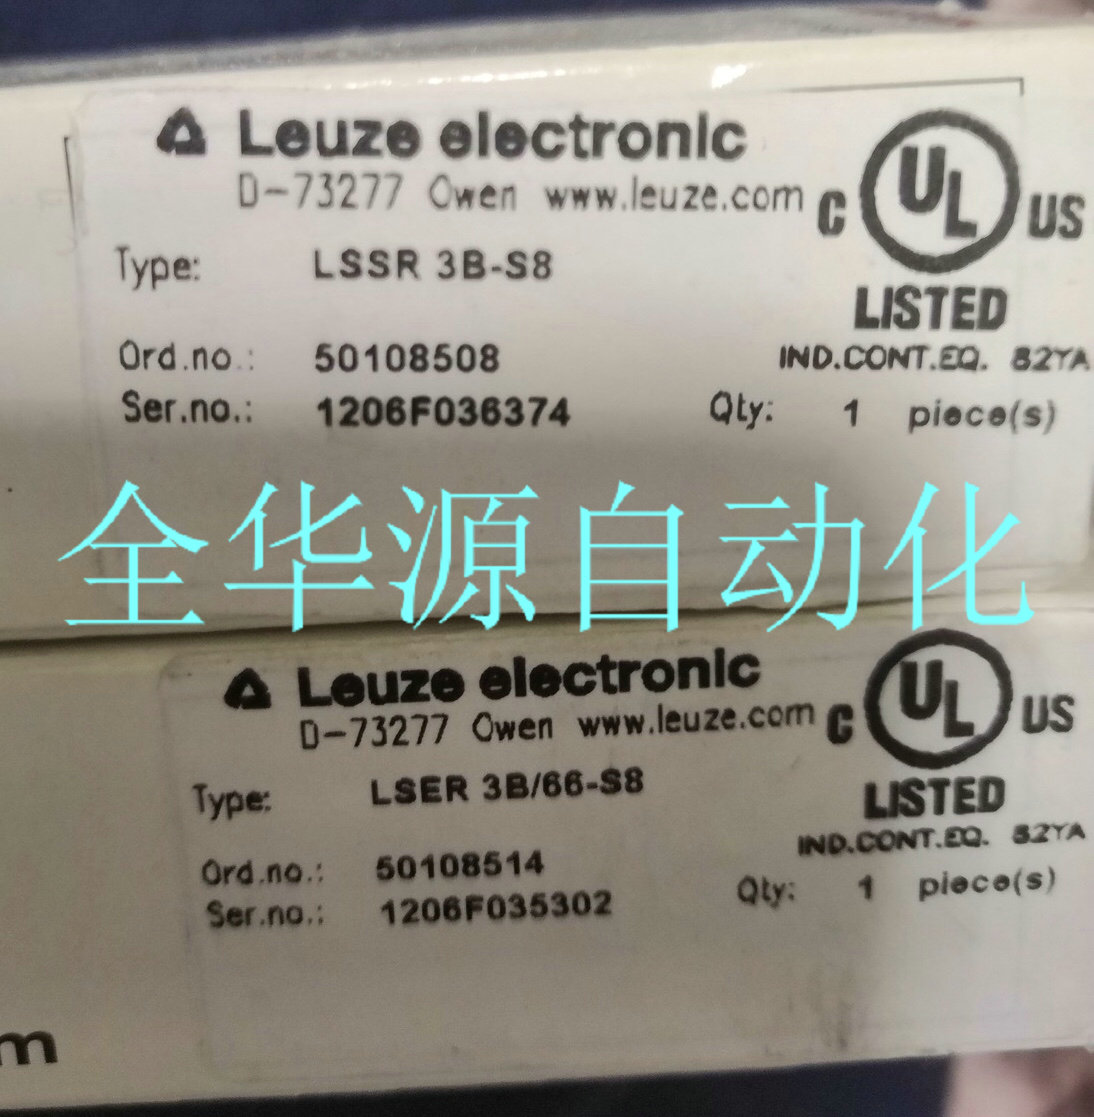 Leuze electronic
D-73277 Owen www.leuze.com
C UL US
LISTED
Type: LSSR 3B-S8
Ord.no.: 50108508
IND.CONT.EQ. 82YA
Ser.no.: 1206F036374 Qty: 1 piece(s)
全华源自动化
Leuze electronic
D-73277 Owen www.leuze.com
C UL US
LISTED
Type: LSER 3B/66-S8
IND.CONT.EQ. 82YA
Ord.no.: 50108514
Ser.no.: 1206F035302 Qty: 1 piece(s)
m